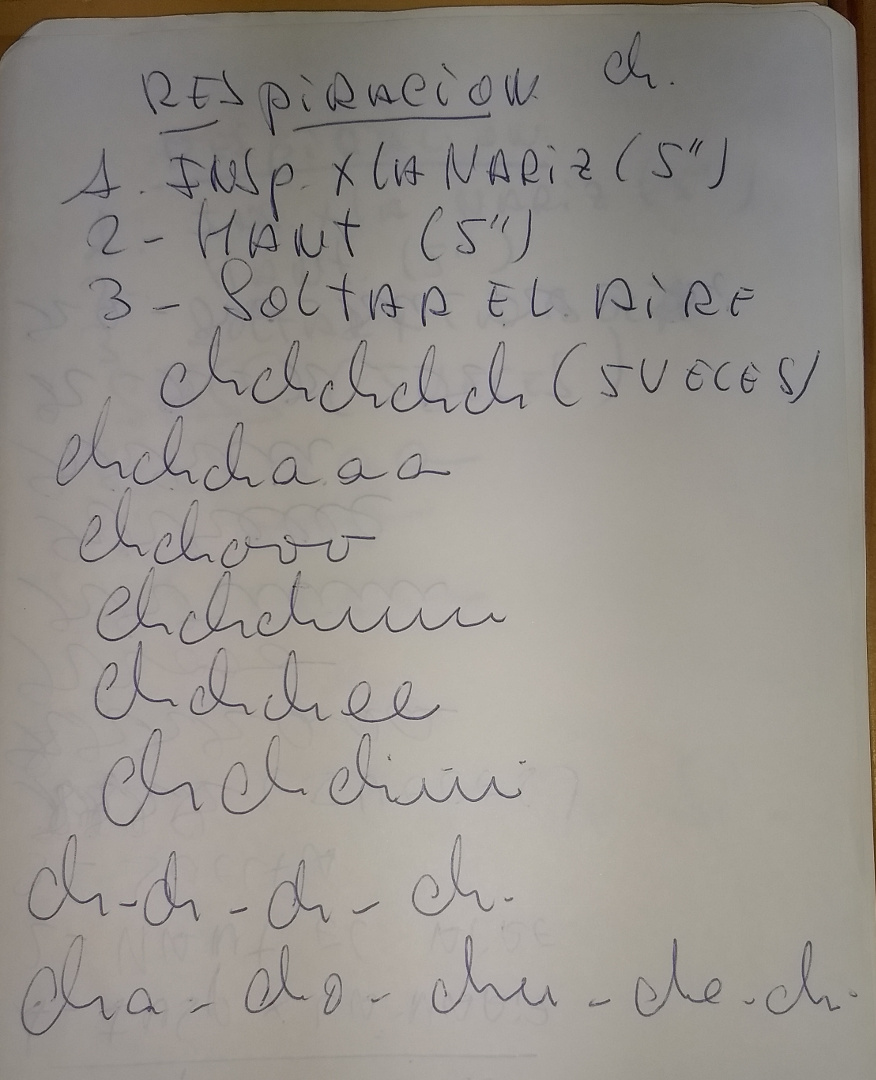 RESPIRACION ch.
1. INSP. X LA NARIZ (5")
2 - MANT (5")
3 - SOLTAR EL AIRE
chchchchch (5 VECES)
chchchaaa
chchooo
chchchuuu
chchchee
chchchiii
ch-ch-ch-ch.
cha-cho-chu-che-ch.